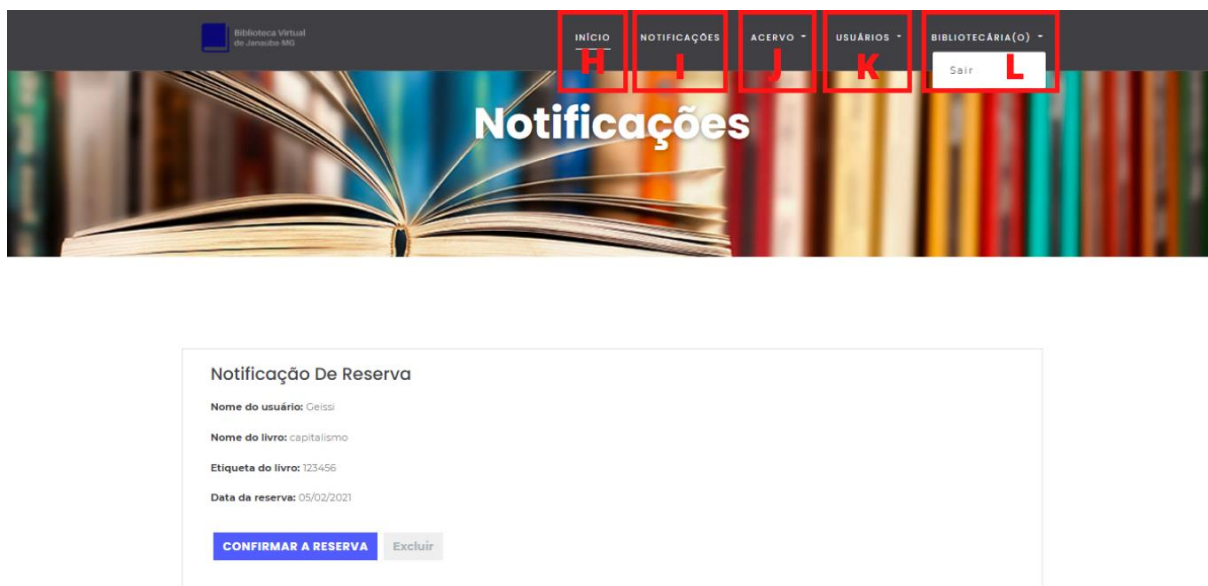 Biblioteca Virtual
de Janaúba-MG
INÍCIO NOTIFICAÇÕES ACERVO USUÁRIOS BIBLIOTECÁRIA(O)
H I J K L
Sair
Notificações
Notificação De Reserva
Nome do usuário: Geissi
Nome do livro: capitalismo
Etiqueta do livro: 123456
Data da reserva: 05/02/2021
CONFIRMAR A RESERVA Excluir